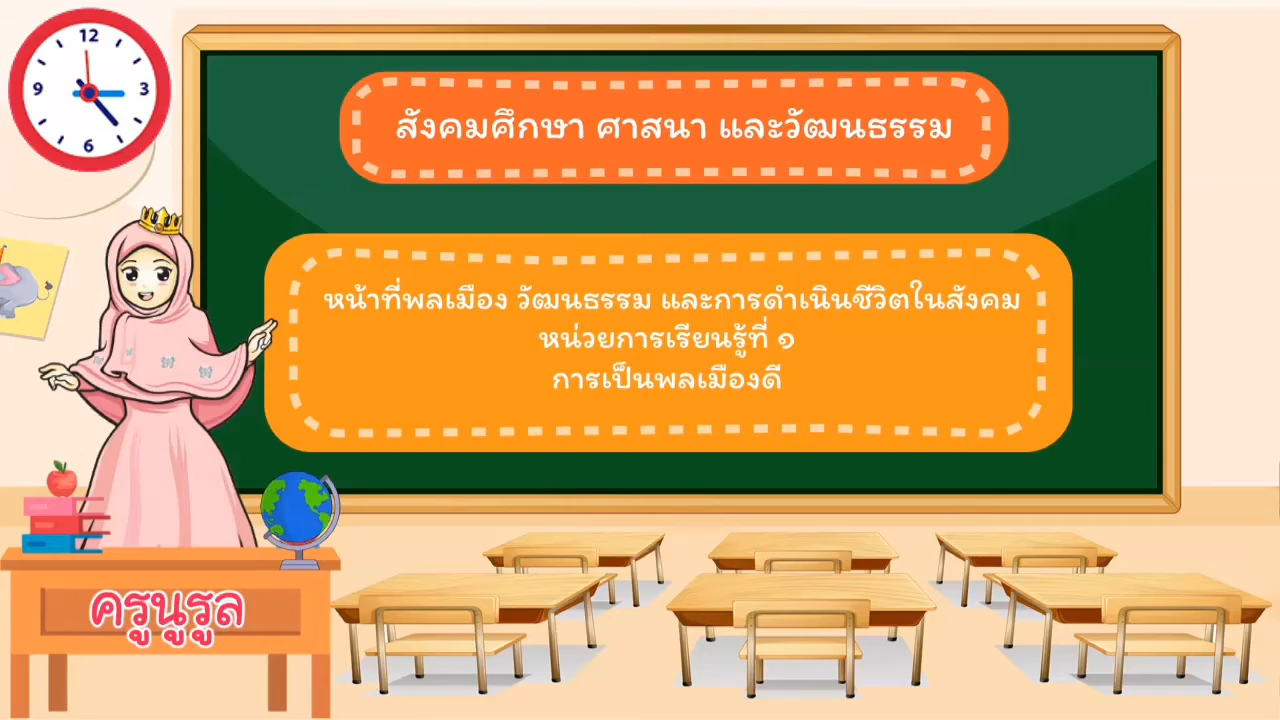 12
9
3
6
สังคมศึกษา ศาสนา และวัฒนธรรม
หน้าที่พลเมือง วัฒนธรรม และการดำเนินชีวิตในสังคม
หน่วยการเรียนรู้ที่ ๑
การเป็นพลเมืองดี
ครูนูรูล